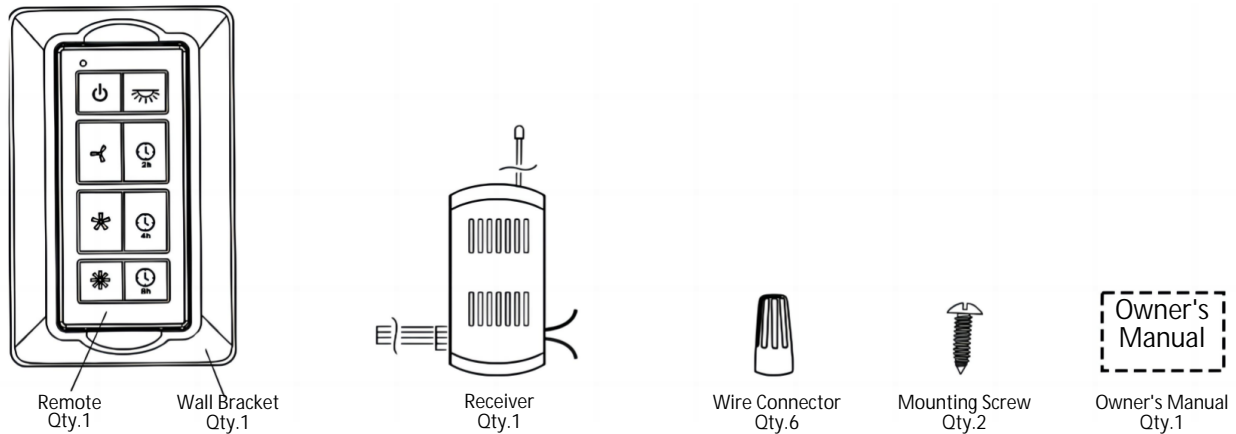 2h
4h
8h
Owner's
Manual
Remote
Qty.1
Wall Bracket
Qty.1
Receiver
Qty.1
Wire Connector
Qty.6
Mounting Screw
Qty.2
Owner's Manual
Qty.1